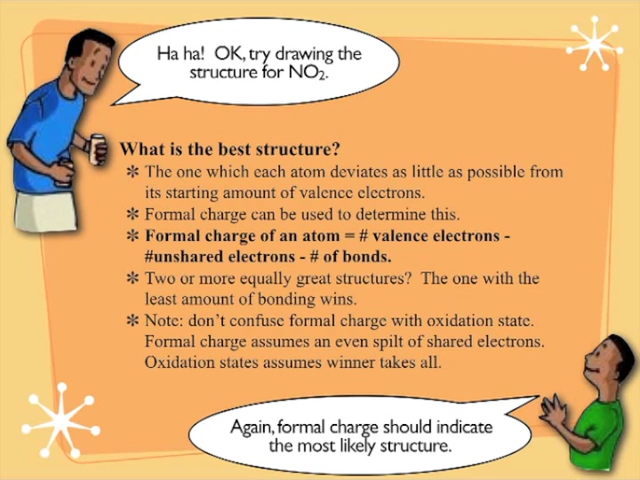 Ha ha! OK, try drawing the
structure for NO₂.
What is the best structure?
✻ The one which each atom deviates as little as possible from
its starting amount of valence electrons.
✻ Formal charge can be used to determine this.
✻ Formal charge of an atom = # valence electrons -
#unshared electrons - # of bonds.
✻ Two or more equally great structures? The one with the
least amount of bonding wins.
✻ Note: don't confuse formal charge with oxidation state.
Formal charge assumes an even spilt of shared electrons.
Oxidation states assumes winner takes all.
Again, formal charge should indicate
the most likely structure.